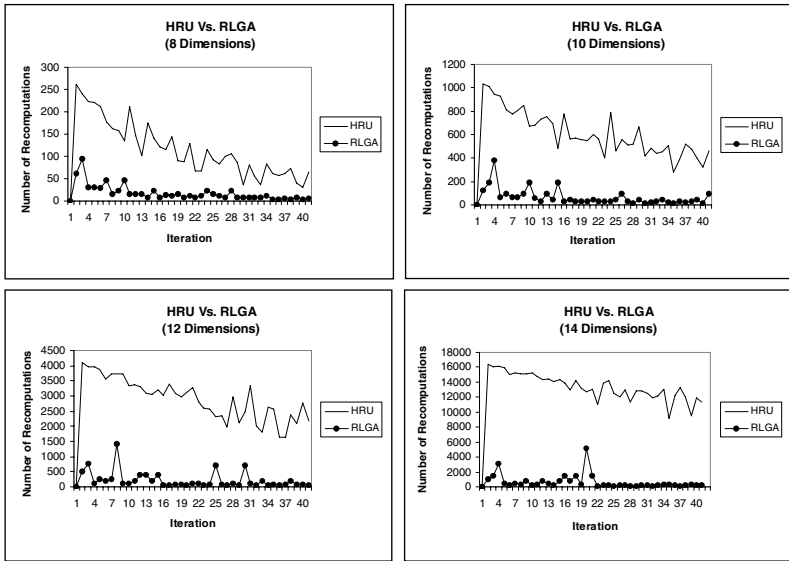 HRU Vs. RLGA
(8 Dimensions)
Number of Recomputations
300
250
200
150
100
50
0
1 4 7 10 13 16 19 22 25 28 31 34 37 40
Iteration
HRU
RLGA
HRU Vs. RLGA
(10 Dimensions)
Number of Recomputations
1200
1000
800
600
400
200
0
1 4 7 10 13 16 19 22 25 28 31 34 37 40
Iteration
HRU
RLGA
HRU Vs. RLGA
(12 Dimensions)
Number of Recomputations
4500
4000
3500
3000
2500
2000
1500
1000
500
0
1 4 7 10 13 16 19 22 25 28 31 34 37 40
Iteration
HRU
RLGA
HRU Vs. RLGA
(14 Dimensions)
Number of Recomputations
18000
16000
14000
12000
10000
8000
6000
4000
2000
0
1 4 7 10 13 16 19 22 25 28 31 34 37 40
Iteration
HRU
RLGA